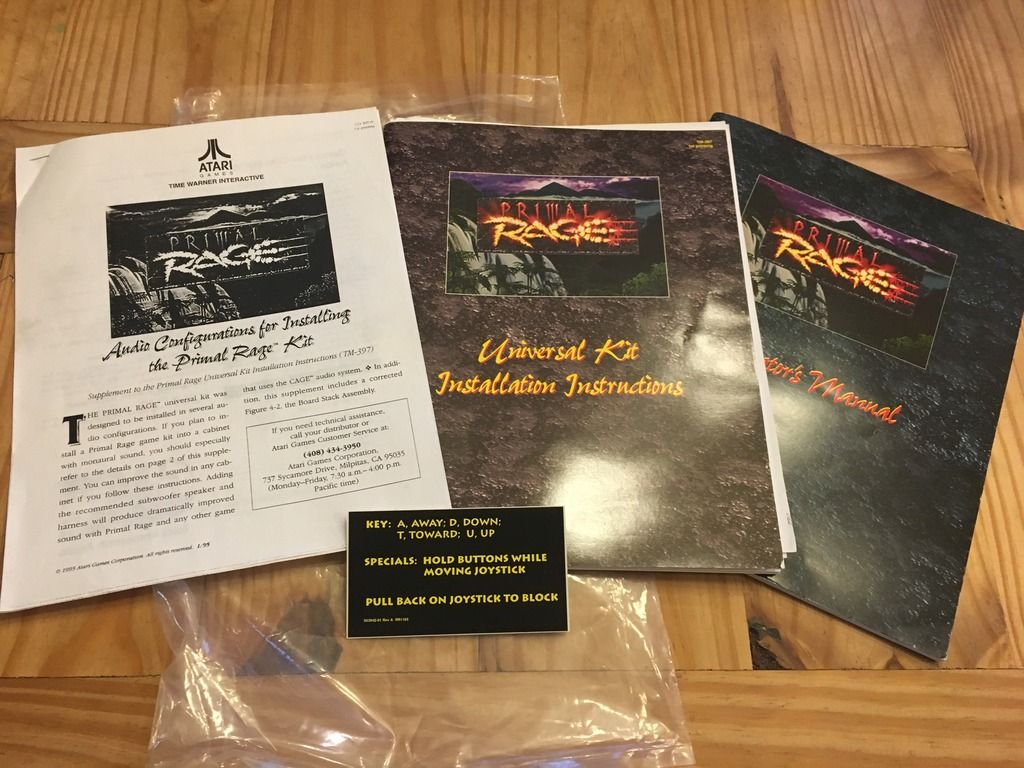 ATARI
GAMES
TIME WARNER INTERACTIVE
PRIMAL
RAGE
Audio Configurations for Installing
the Primal Rage™ Kit
Supplement to the Primal Rage Universal Kit Installation Instructions (TM-397)
THE PRIMAL RAGE™ universal kit was
designed to be installed in several au-
dio configurations. If you plan to in-
stall a Primal Rage game kit into a cabinet
with monaural sound, you should especially
refer to the details on page 2 of this supple-
ment. You can improve the sound in any cab-
inet if you follow these instructions. Adding
the recommended subwoofer speaker and
harness will produce dramatically improved
sound with Primal Rage and any other game
that uses the CAGE™ audio system. ❖ In addi-
tion, this supplement includes a corrected
Figure 4-2, the Board Stack Assembly.
If you need technical assistance,
call your distributor or
Atari Games Customer Service at:
(408) 434-3950
Atari Games Corporation,
737 Sycamore Drive, Milpitas, CA 95035
(Monday–Friday, 7:30 a.m.–4:00 p.m.
Pacific time)
© 1995 Atari Games Corporation. All rights reserved. 1/95
PRIMAL
RAGE
Universal Kit
Installation Instructions
PRIMAL
RAGE
tor's Manual
KEY: A, AWAY; D, DOWN;
T, TOWARD; U, UP
SPECIALS: HOLD BUTTONS WHILE
MOVING JOYSTICK
PULL BACK ON JOYSTICK TO BLOCK